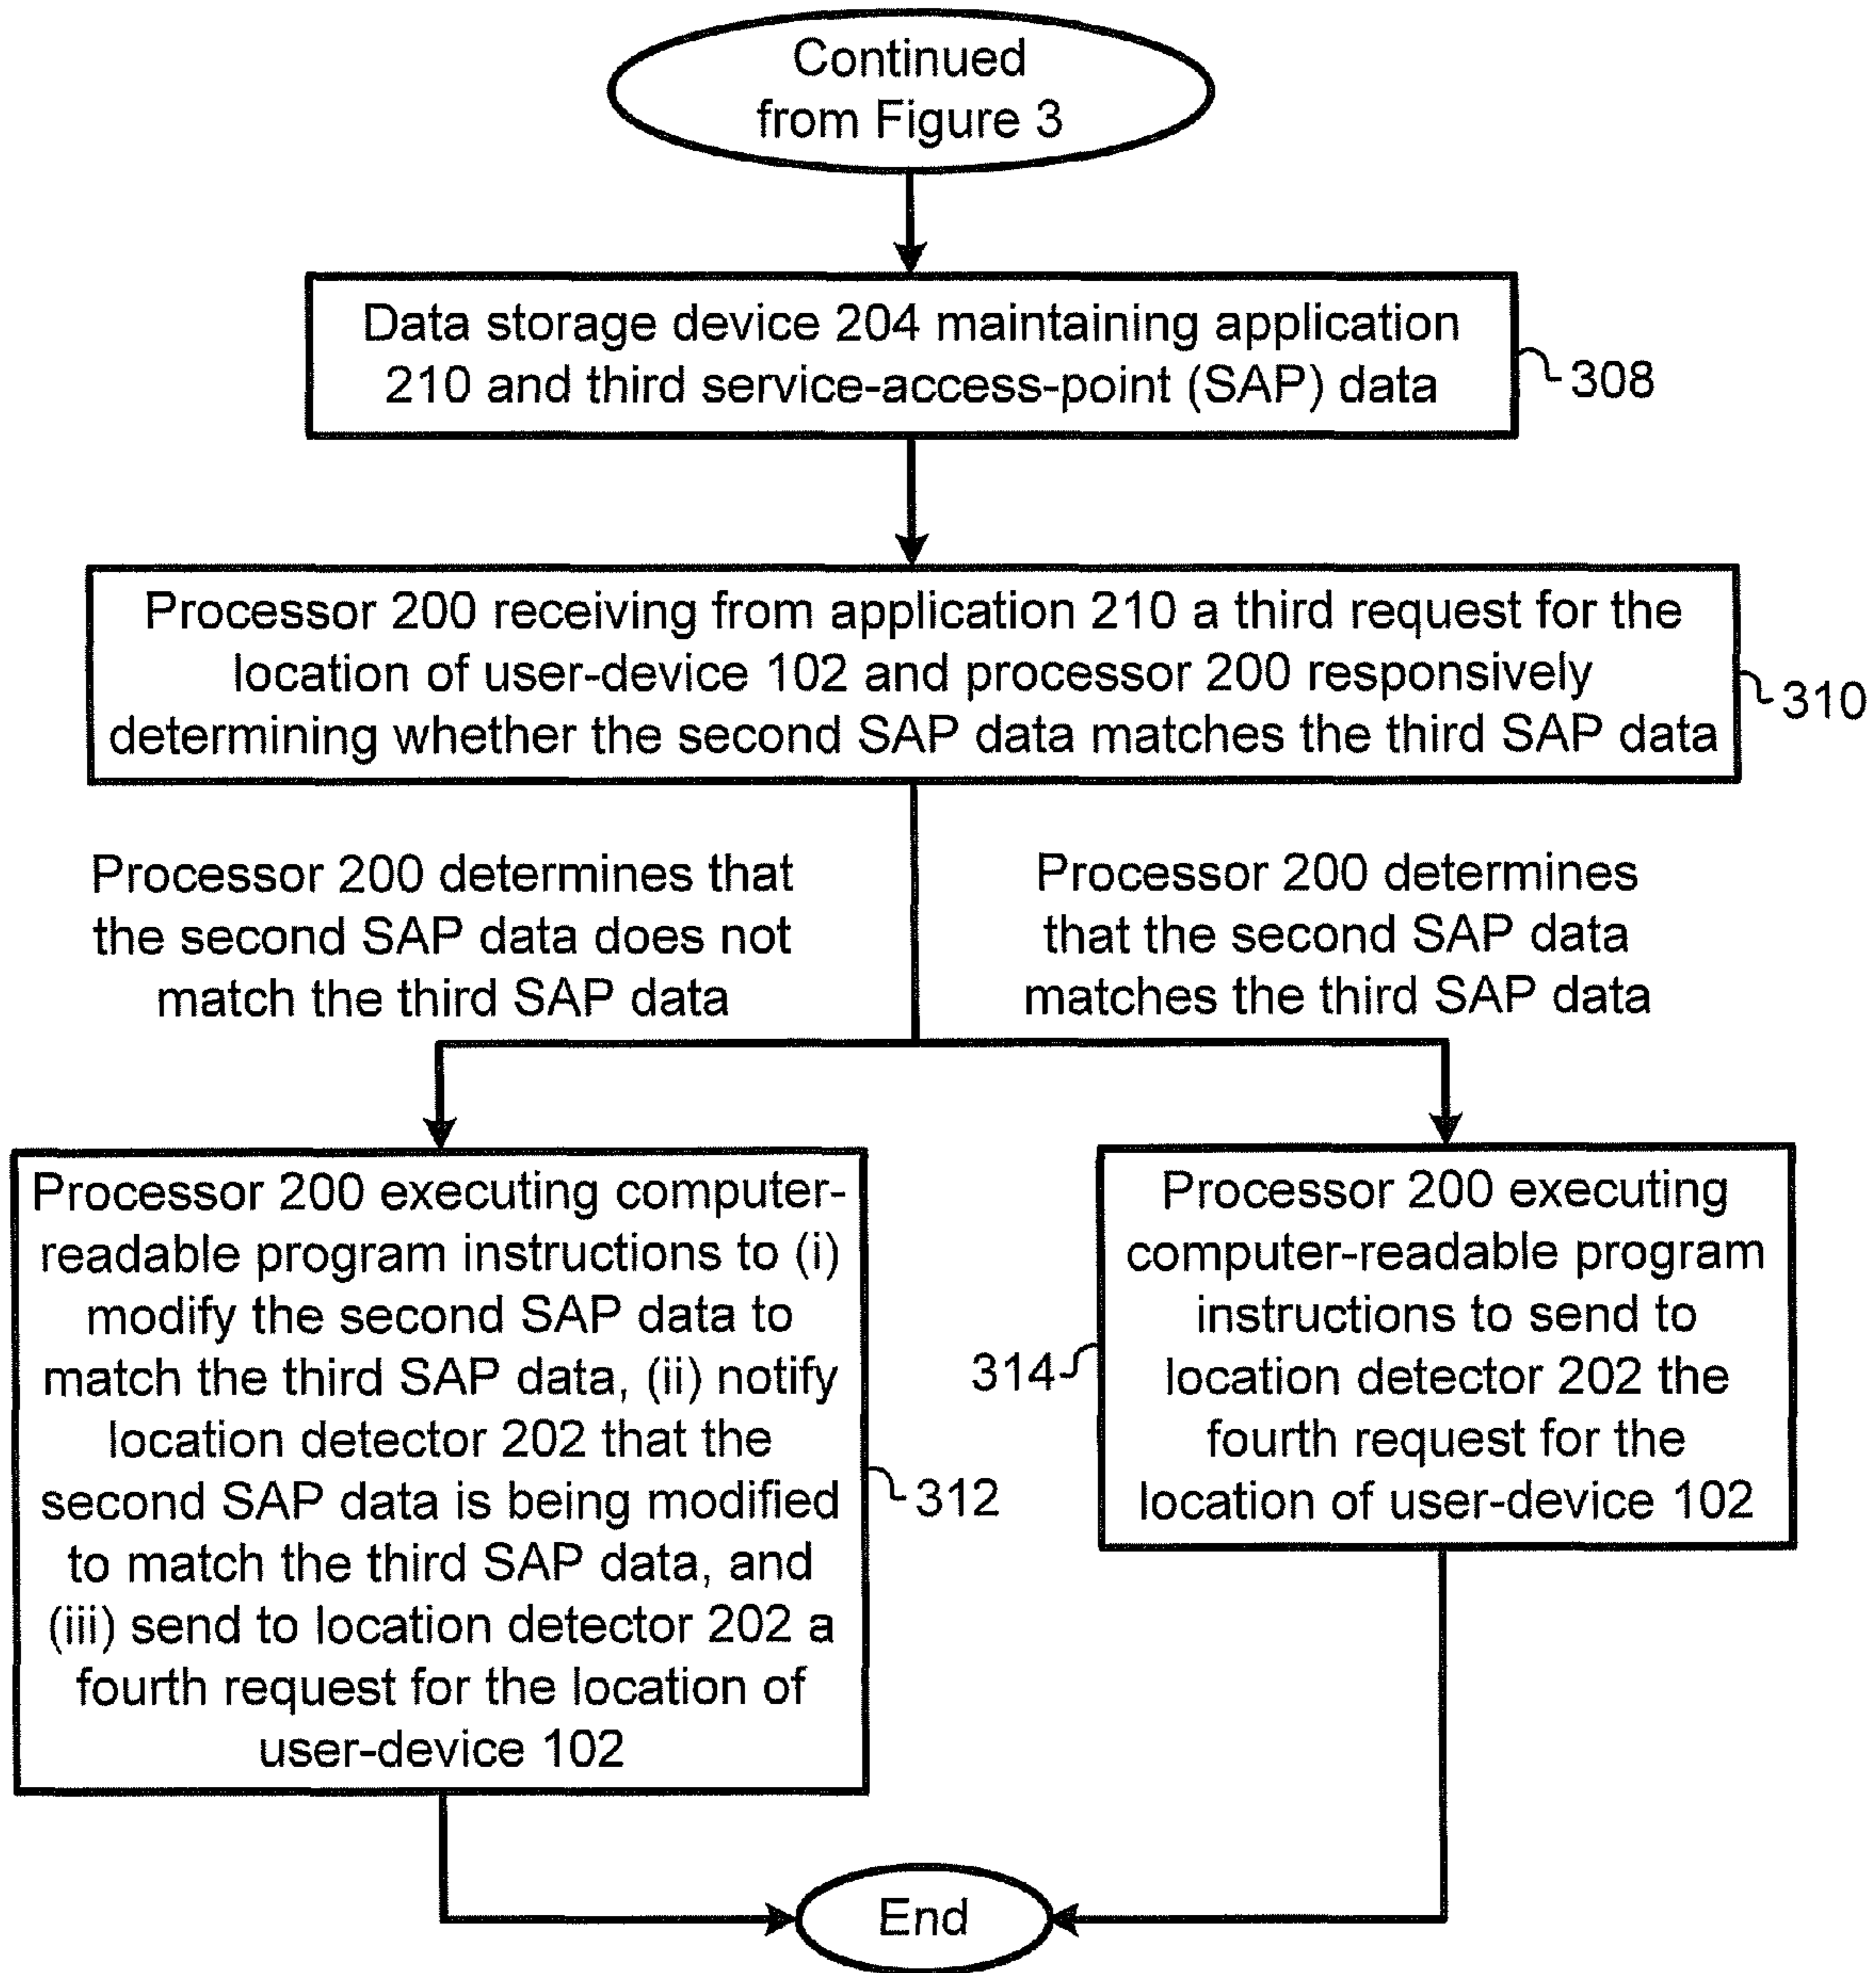 Continued
from Figure 3
Data storage device 204 maintaining application
210 and third service-access-point (SAP) data
308
Processor 200 receiving from application 210 a third request for the
location of user-device 102 and processor 200 responsively
determining whether the second SAP data matches the third SAP data
310
Processor 200 determines that
the second SAP data does not
match the third SAP data
Processor 200 determines
that the second SAP data
matches the third SAP data
Processor 200 executing computer-
readable program instructions to (i)
modify the second SAP data to
match the third SAP data, (ii) notify
location detector 202 that the
second SAP data is being modified
to match the third SAP data, and
(iii) send to location detector 202 a
fourth request for the location of
user-device 102
312
Processor 200 executing
computer-readable program
instructions to send to
location detector 202 the
fourth request for the
location of user-device 102
314
End